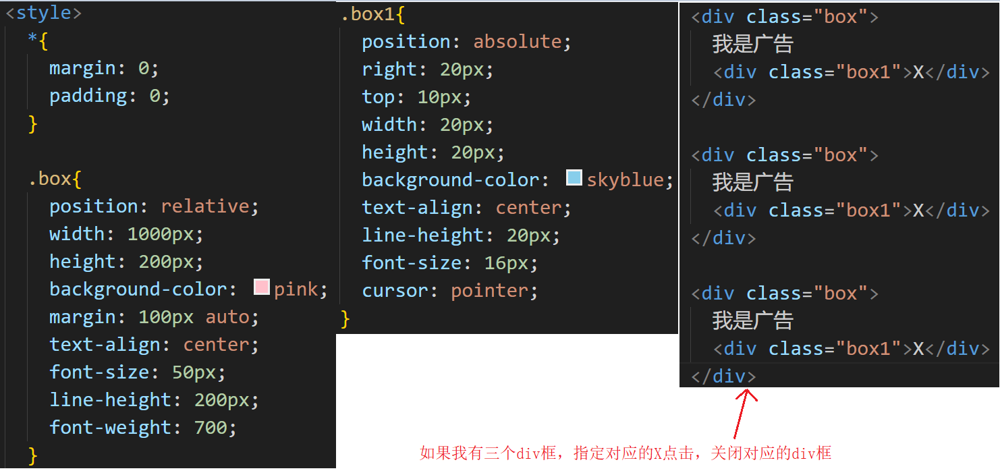 <style>
*{
margin: 0;
padding: 0;
}
.box{
position: relative;
width: 1000px;
height: 200px;
background-color: pink;
margin: 100px auto;
text-align: center;
font-size: 50px;
line-height: 200px;
font-weight: 700;
}
.box1{
position: absolute;
right: 20px;
top: 10px;
width: 20px;
height: 20px;
background-color: skyblue;
text-align: center;
line-height: 20px;
font-size: 16px;
cursor: pointer;
}
<div class="box">
我是广告
<div class="box1">X</div>
</div>
<div class="box">
我是广告
<div class="box1">X</div>
</div>
<div class="box">
我是广告
<div class="box1">X</div>
</div>
如果我有三个div框，指定对应的X点击，关闭对应的div框